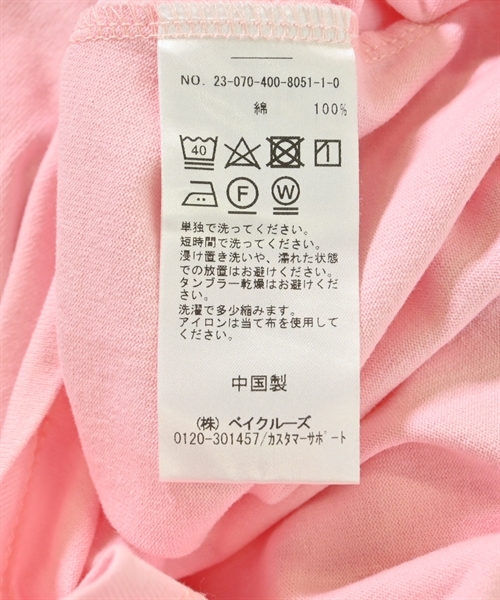 NO. 23-070-400-8051-1-0
綿 100%
40
F W
単独で洗ってください。
短時間で洗ってください。
浸け置き洗いや、濡れた状態
での放置はお避けください。
タンブラー乾燥はお避けください。
洗濯で多少縮みます。
アイロンは当て布を使用して
ください。
中国製
(株) ベイクルーズ
0120-301457/カスタマーサポート